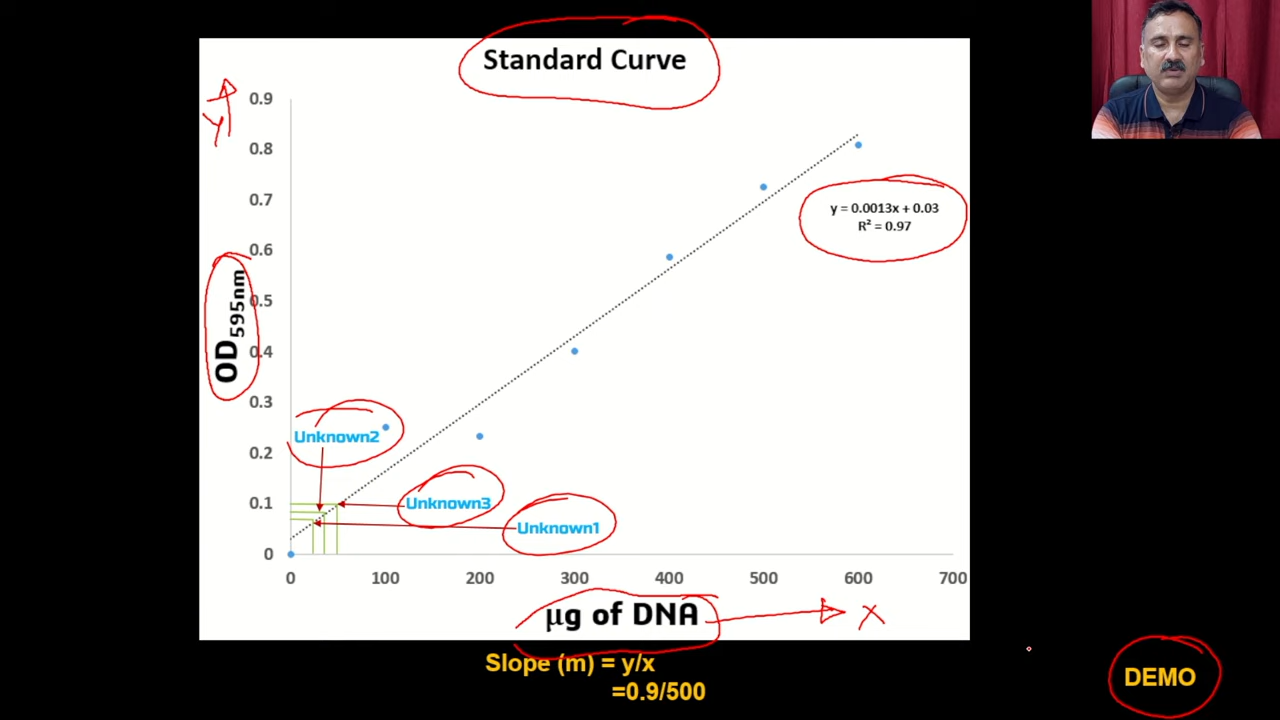 Standard Curve
y
0.9
0.8
0.7
0.6
0.5
0.4
0.3
0.2
0.1
0
OD595nm
y = 0.0013x + 0.03
R² = 0.97
Unknown2
Unknown3
Unknown1
0 100 200 300 400 500 600 700
µg of DNA
X
Slope (m) = y/x
=0.9/500
DEMO